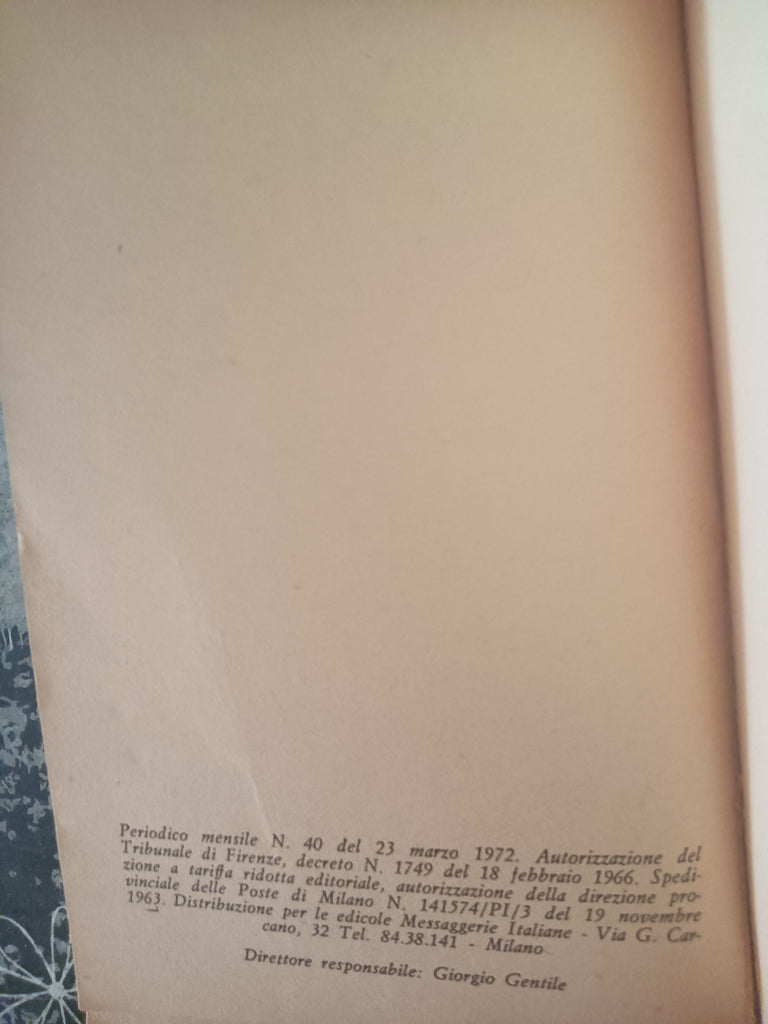 Periodico mensile N. 40 del 23 marzo 1972. Autorizzazione del
Tribunale di Firenze, decreto N. 1749 del 18 febbraio 1966. Spedi-
zione a tariffa ridotta editoriale, autorizzazione della direzione pro-
vinciale delle Poste di Milano N. 141574/PI/3 del 19 novembre
1963. Distribuzione per le edicole Messaggerie Italiane - Via G. Car-
cano, 32 Tel. 84.38.141 - Milano
Direttore responsabile: Giorgio Gentile